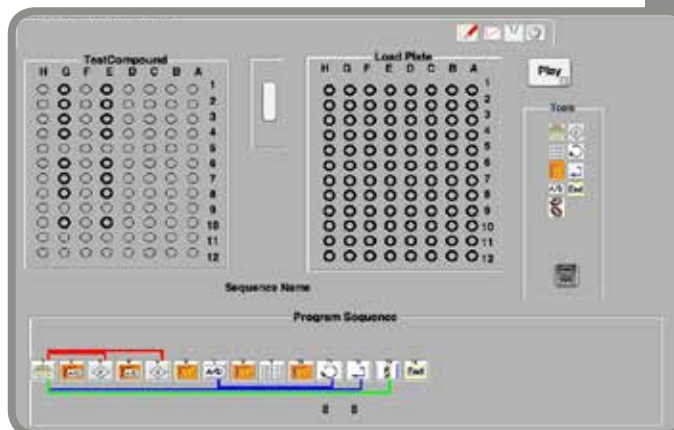 TestCompound
H G F E D C B A
1
2
3
4
5
6
7
8
9
10
11
12
Load Plate
H G F E D C B A
1
2
3
4
5
6
7
8
9
10
11
12
Play
Tools
A/D End
Sequence Name
Program Sequence
A/D End
8 8